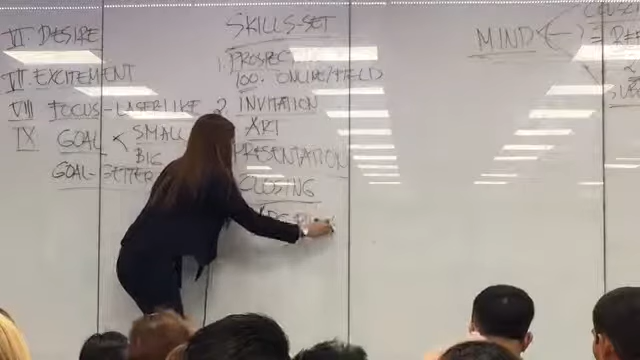 VI. DESIRE
VII. EXCITEMENT
VIII FOCUS-LASERLIKE
IX GOAL < SMALL
BIG
GOAL-
SKILLS-SET
1. PROSPECT
100. ONLINE/FIELD
2. INVITATION
ART
PRESENTATION
CLOSING
MIND